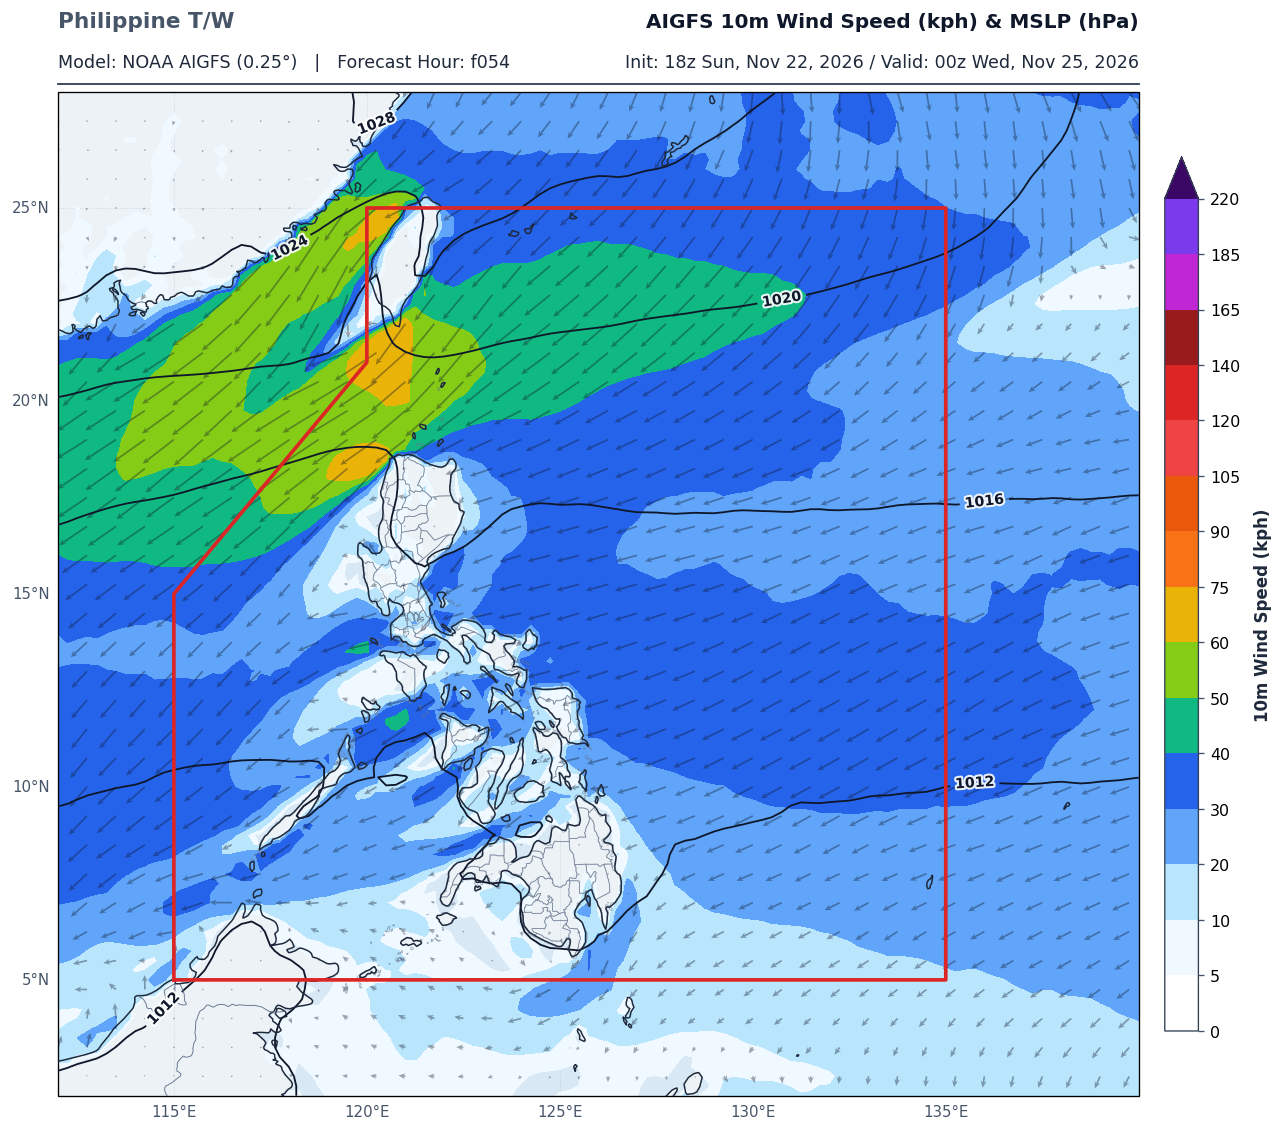 Philippine T/W
AIGFS 10m Wind Speed (kph) & MSLP (hPa)
Model: NOAA AIGFS (0.25°)   |   Forecast Hour: f054
Init: 18z Sun, Nov 22, 2026 / Valid: 00z Wed, Nov 25, 2026
1028
1024
1020
1016
1012
1012
25°N
20°N
15°N
10°N
5°N
115°E
120°E
125°E
130°E
135°E
220
185
165
140
120
105
90
75
60
50
40
30
20
10
5
0
10m Wind Speed (kph)